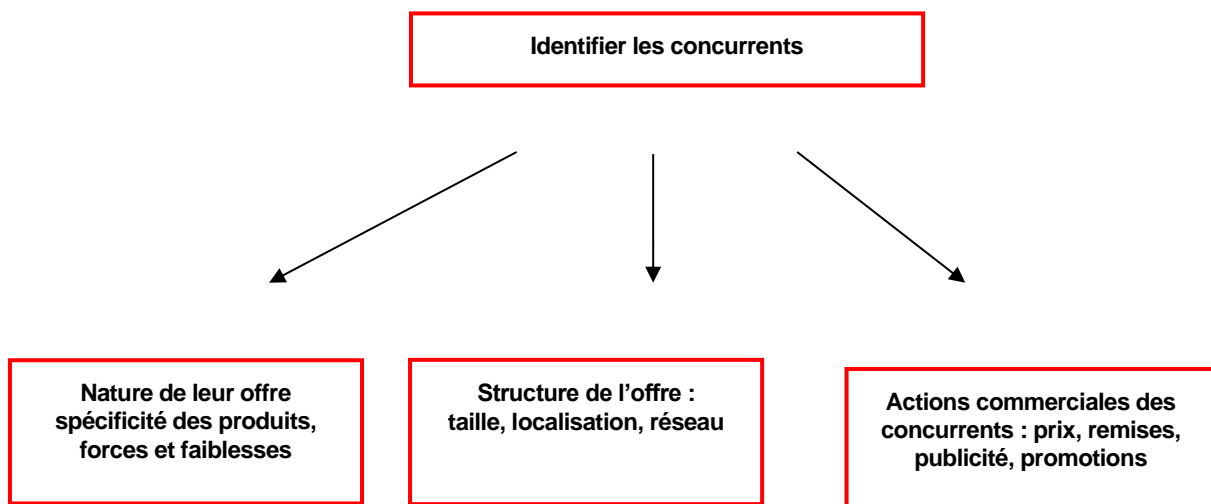 Identifier les concurrents
Nature de leur offre
spécificité des produits,
forces et faiblesses
Structure de l’offre :
taille, localisation, réseau
Actions commerciales des
concurrents : prix, remises,
publicité, promotions